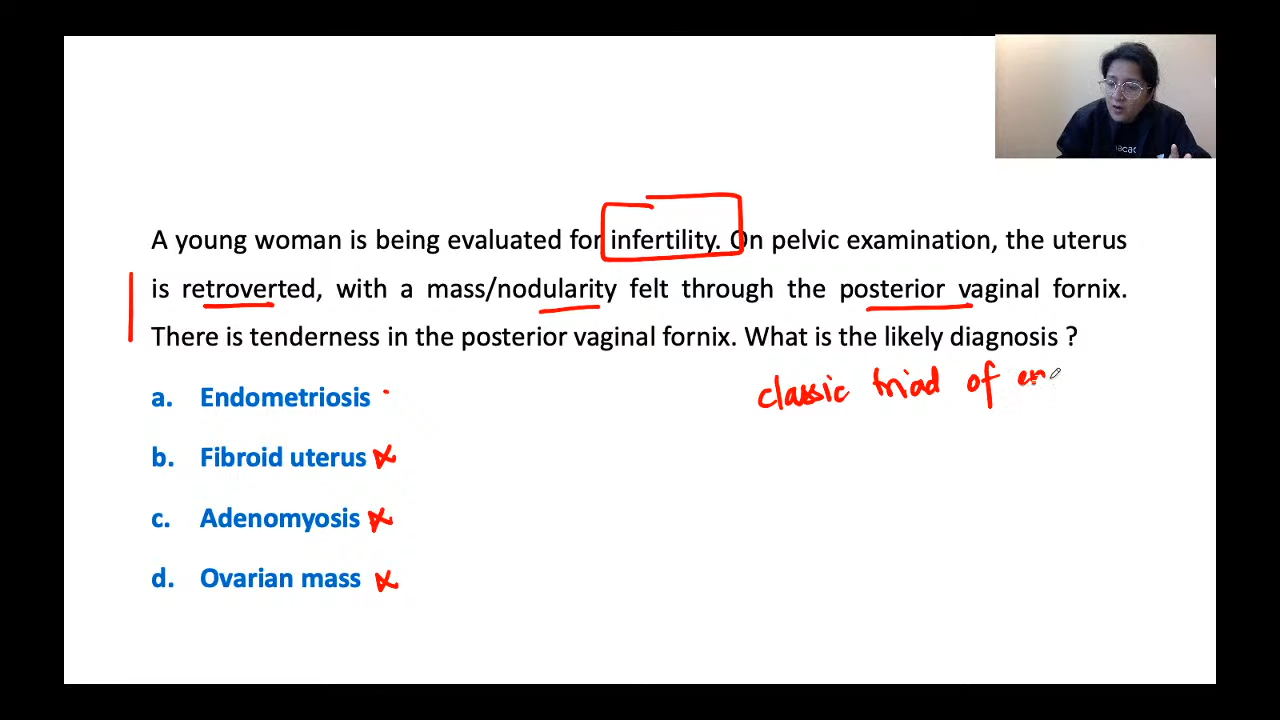 A young woman is being evaluated for infertility. On pelvic examination, the uterus
is retroverted, with a mass/nodularity felt through the posterior vaginal fornix.
There is tenderness in the posterior vaginal fornix. What is the likely diagnosis ?
classic triad of en
a. Endometriosis
b. Fibroid uterus
c. Adenomyosis
d. Ovarian mass